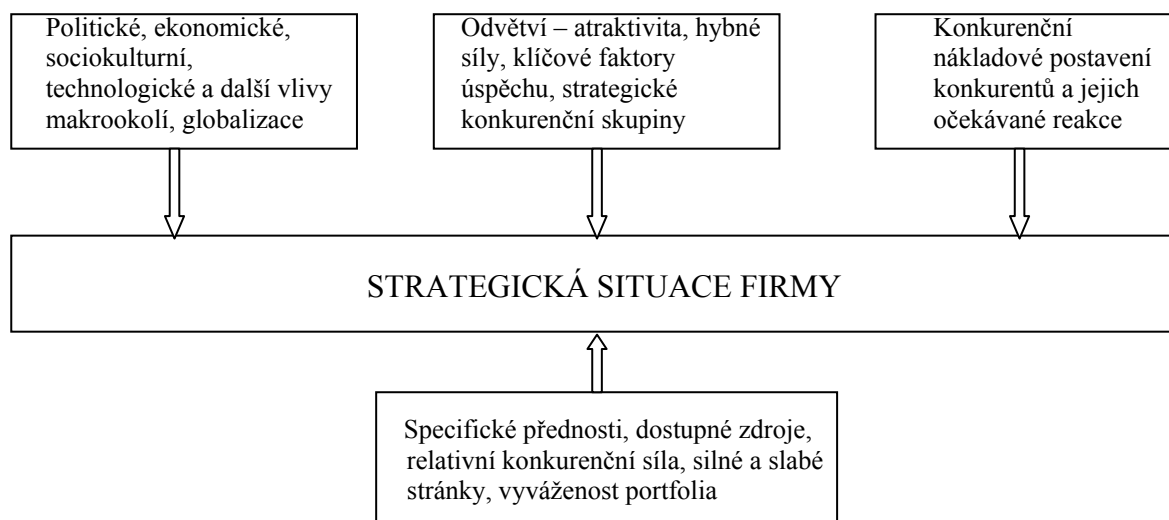 Politické, ekonomické,
sociokulturní,
technologické a další vlivy
makrookolí, globalizace
Odvětví – atraktivita, hybné
síly, klíčové faktory
úspěchu, strategické
konkurenční skupiny
Konkurenční
nákladové postavení
konkurentů a jejich
očekávané reakce
STRATEGICKÁ SITUACE FIRMY
Specifické přednosti, dostupné zdroje,
relativní konkurenční síla, silné a slabé
stránky, vyváženost portfolia